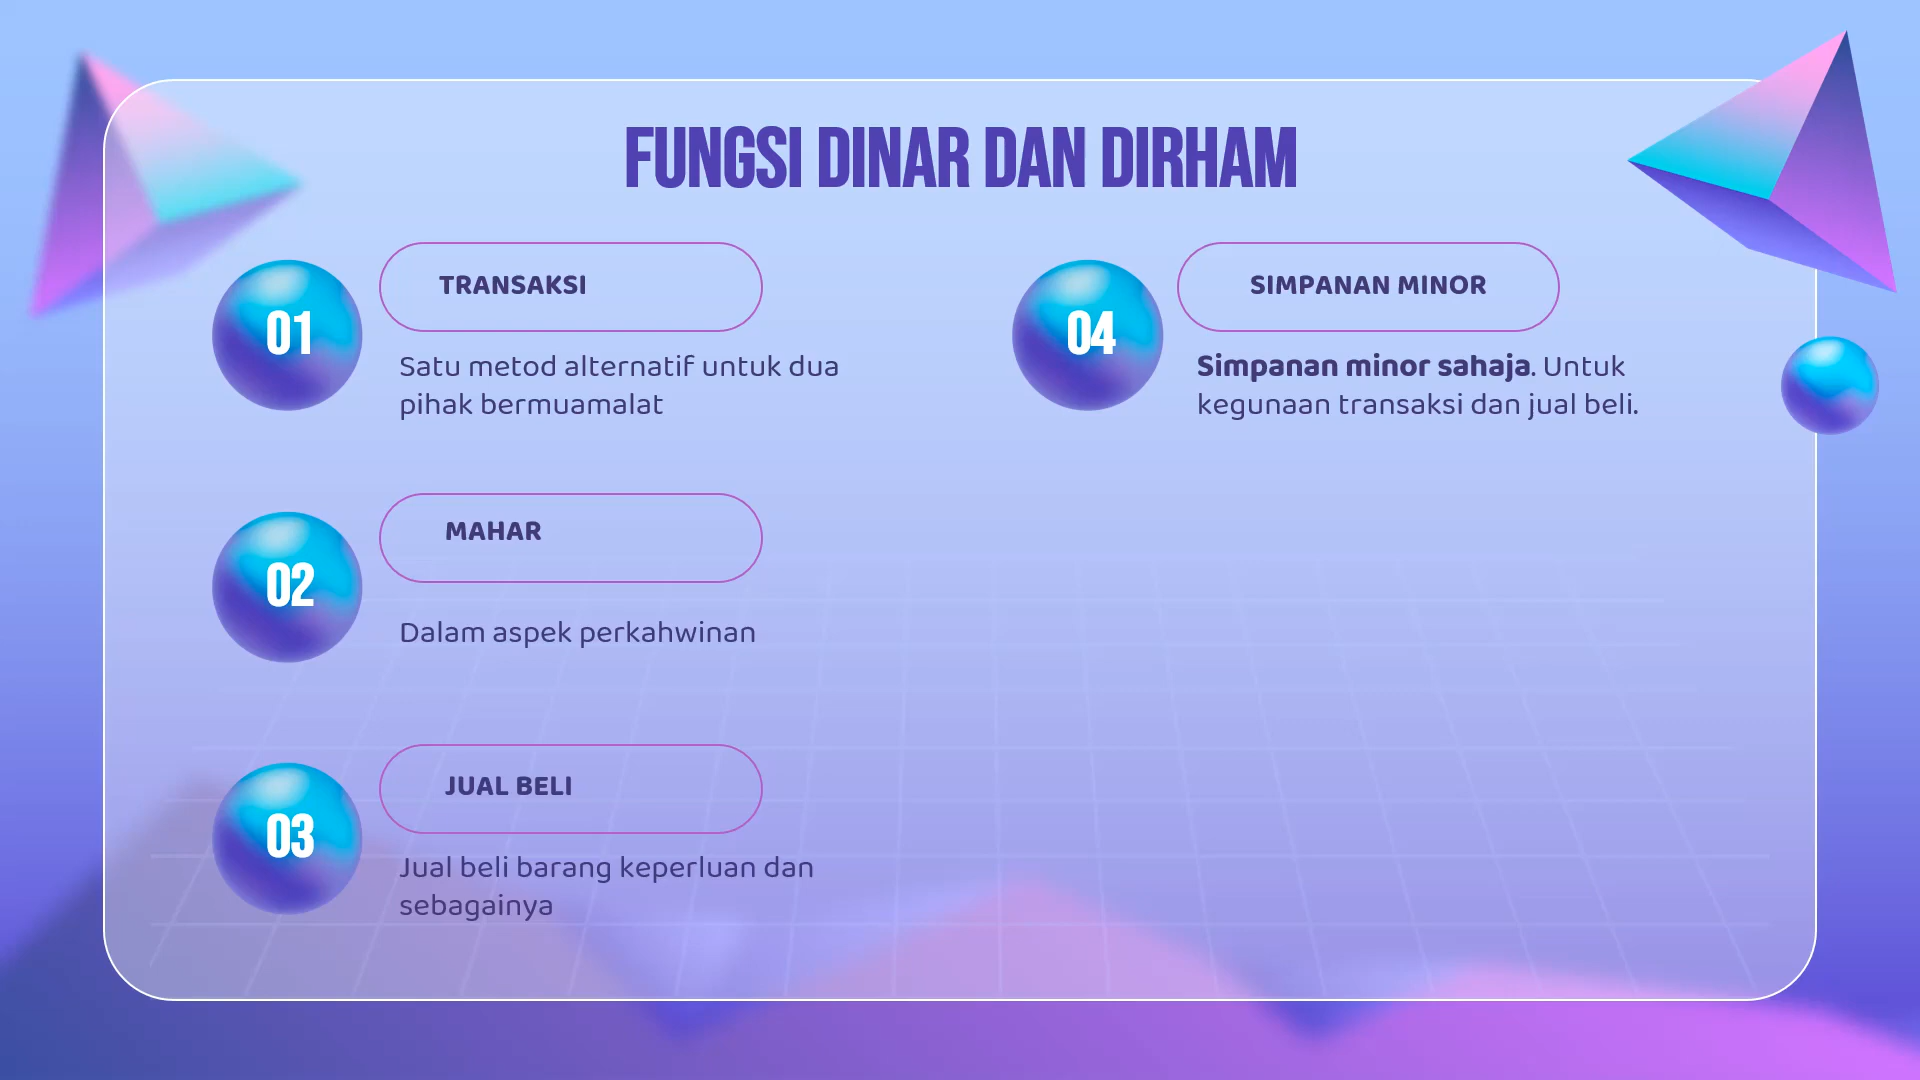 FUNGSI DINAR DAN DIRHAM
01
TRANSAKSI
Satu metod alternatif untuk dua
pihak bermuamalat
02
MAHAR
Dalam aspek perkahwinan
03
JUAL BELI
Jual beli barang keperluan dan
sebagainya
04
SIMPANAN MINOR
Simpanan minor sahaja. Untuk
kegunaan transaksi dan jual beli.